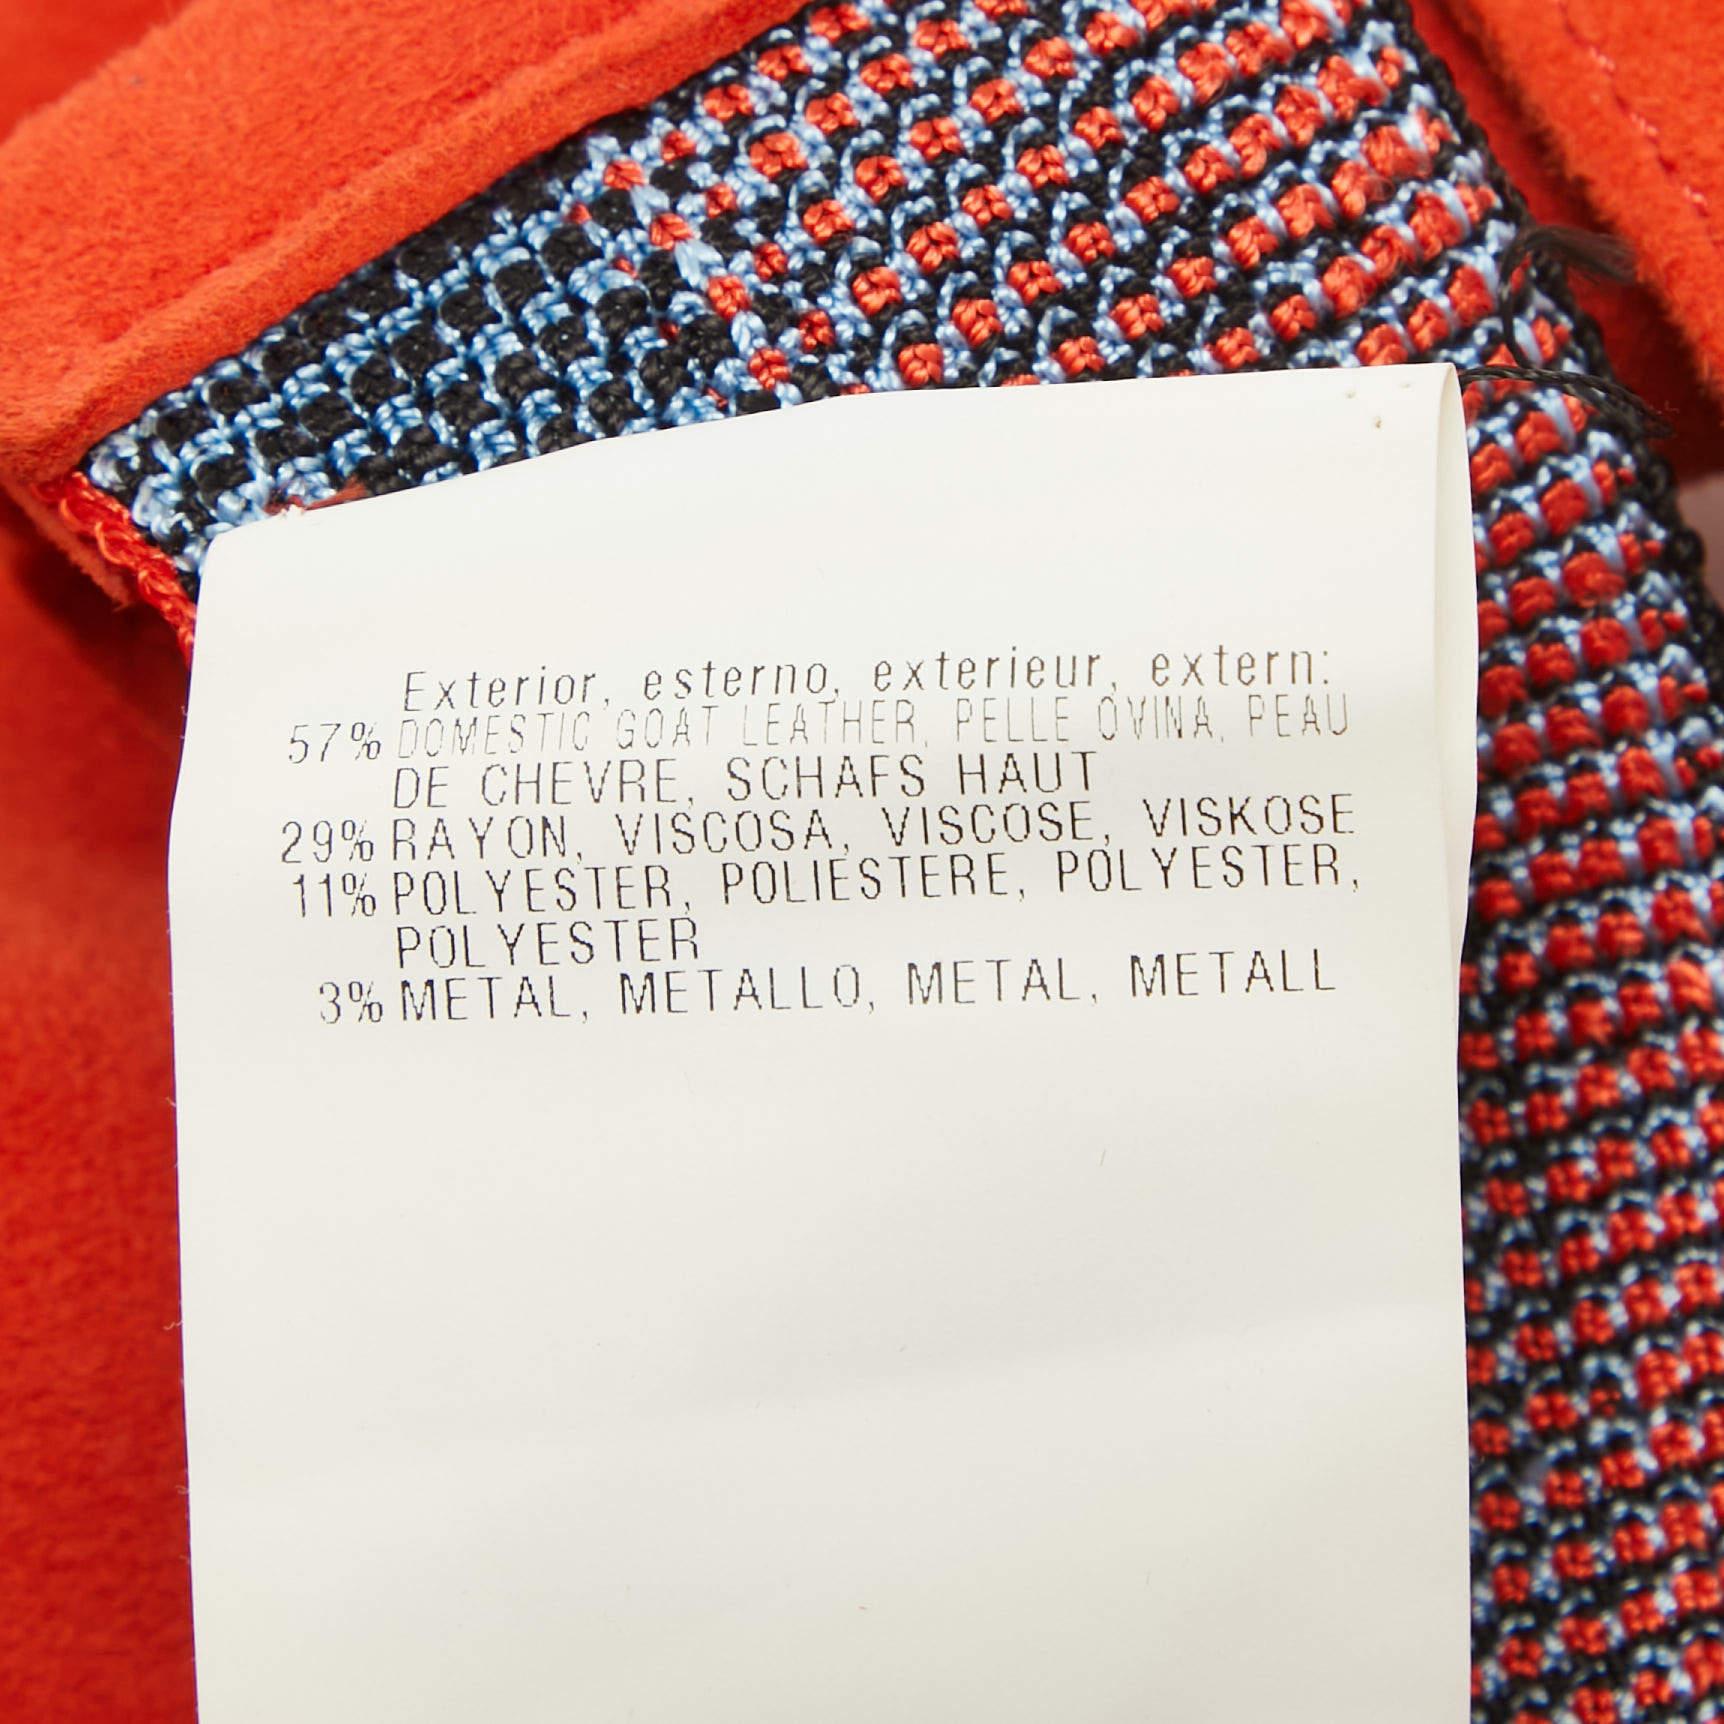 Exterior, esterno, exterieur, extern:
57% DOMESTIC GOAT LEATHER, PELLE OVINA, PEAU
DE CHEVRE, SCHAFS HAUT
29% RAYON, VISCOSA, VISCOSE, VISKOSE
11% POLYESTER, POLIESTERE, POLYESTER,
POLYESTER
3% METAL, METALLO, METAL, METALL